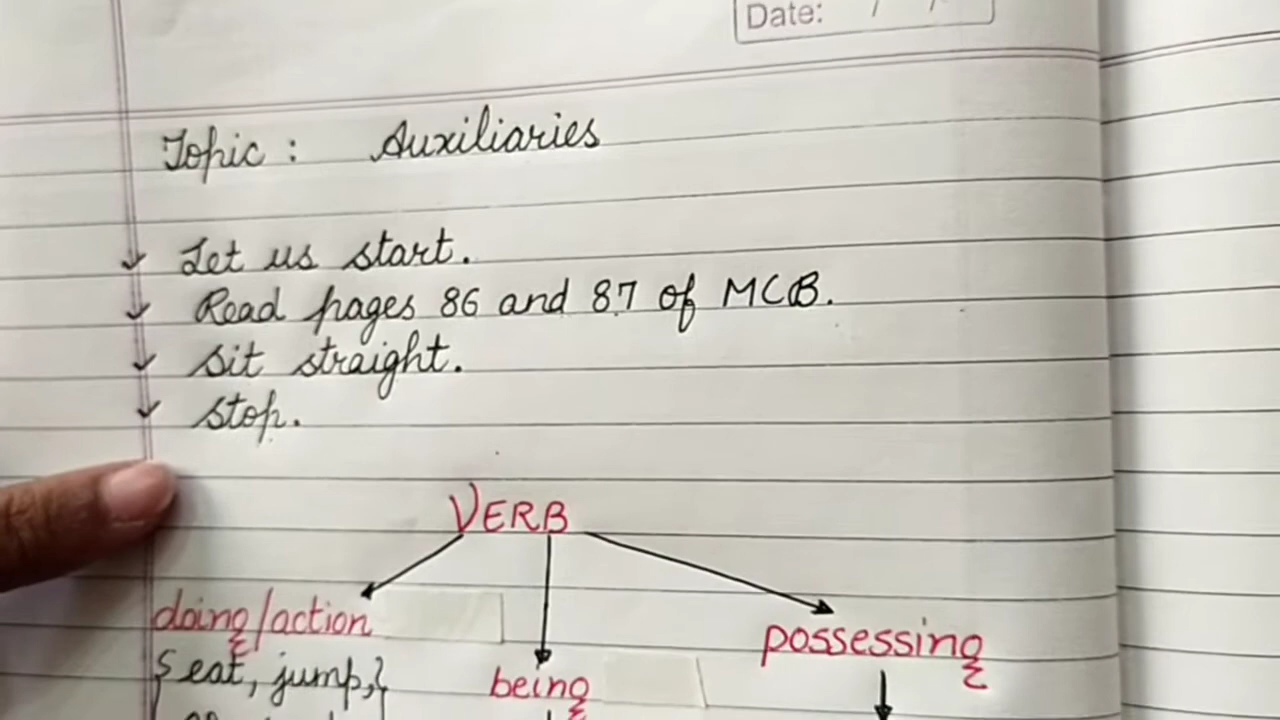 Date: / /
Topic : Auxiliaries
Let us start.
Read pages 86 and 87 of MCB.
Sit straight.
Stop.
VERB
doing/action
possessing
{ eat, jump, }
being